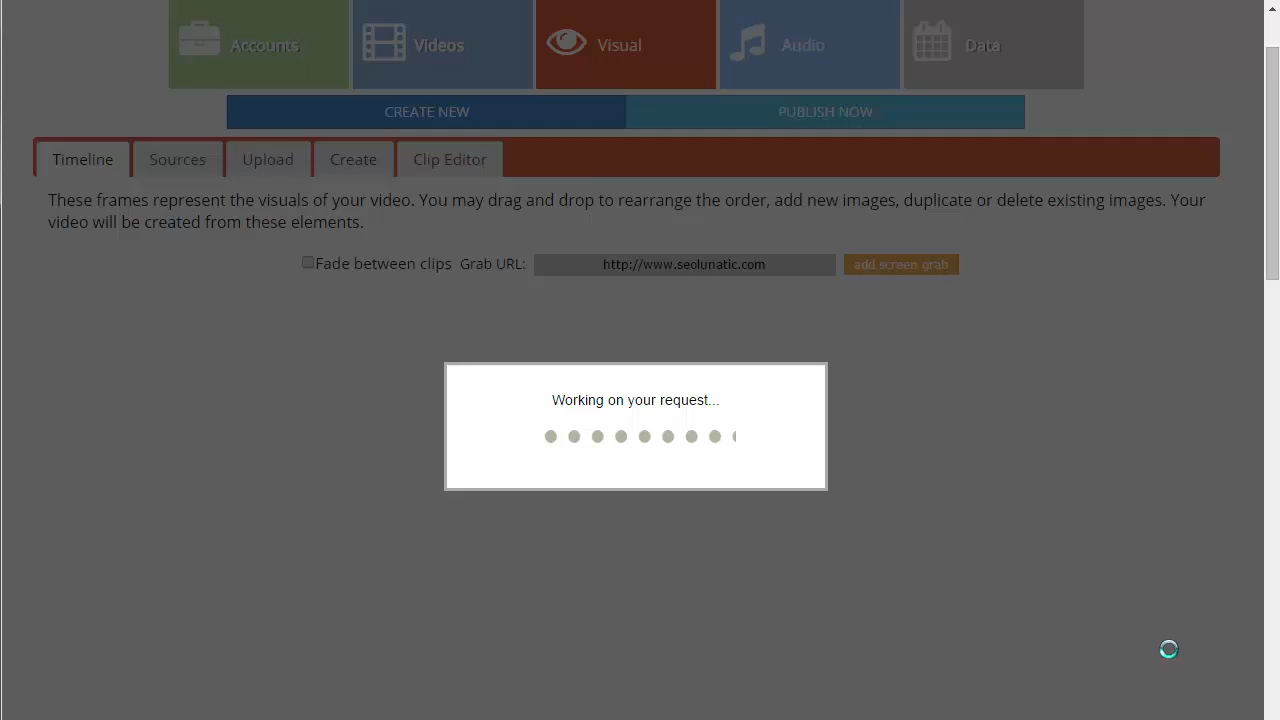 Accounts Videos Visual Audio Data
CREATE NEW PUBLISH NOW
Timeline Sources Upload Create Clip Editor
These frames represent the visuals of your video. You may drag and drop to rearrange the order, add new images, duplicate or delete existing images. Your
video will be created from these elements.
Fade between clips Grab URL: http://www.seolunatic.com add screen grab
Working on your request...